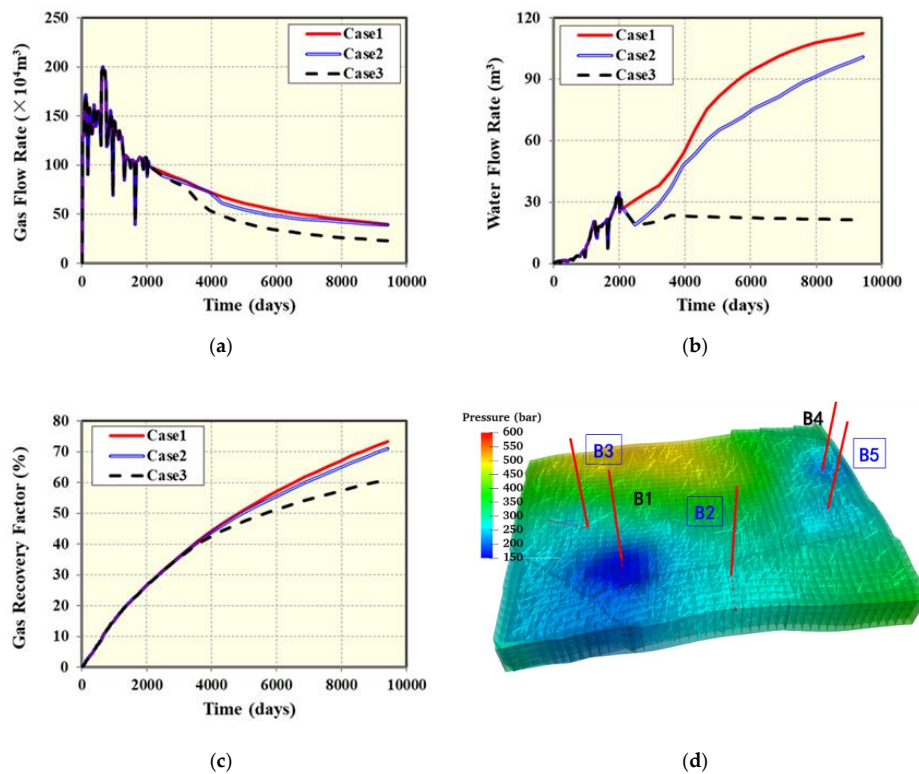 Gas Flow Rate (×10⁴m³)
250
200
150
100
50
0
Case1
Case2
Case3
0 2000 4000 6000 8000 10000
Time (days)
(a)
Water Flow Rate (m³)
120
90
60
30
0
Case1
Case2
Case3
0 2000 4000 6000 8000 10000
Time (days)
(b)
Gas Recovery Factor (%)
80
70
60
50
40
30
20
10
0
Case1
Case2
Case3
0 2000 4000 6000 8000 10000
Time (days)
(c)
Pressure (bar)
600
550
500
450
400
350
300
250
200
150
B3
B1
B2
B4
B5
(d)